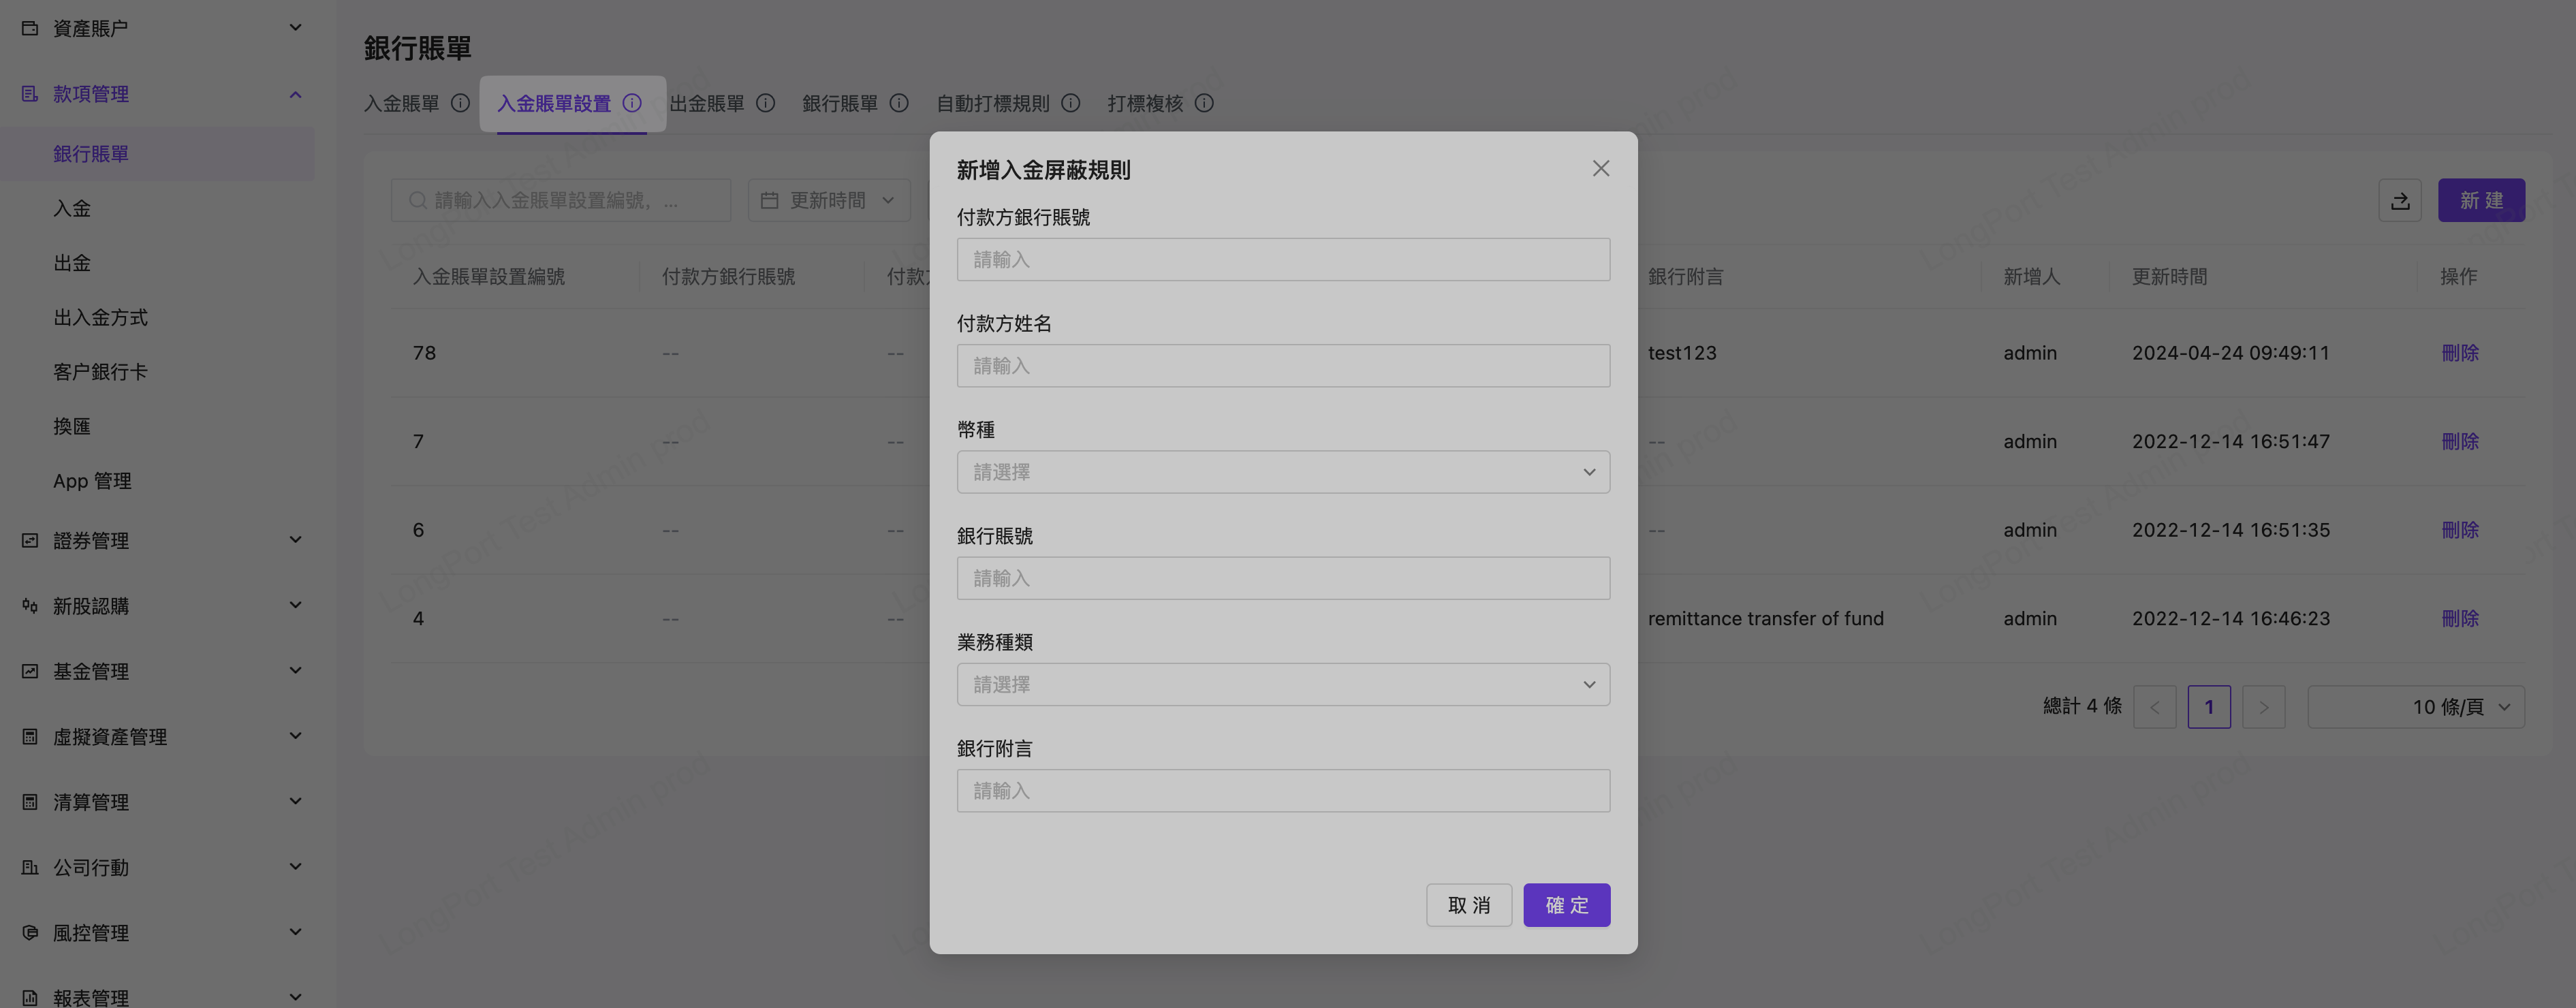 資產賬户
款項管理
銀行賬單
入金
出金
出入金方式
客户銀行卡
換匯
App 管理
證券管理
新股認購
基金管理
虛擬資產管理
清算管理
公司行動
風控管理
報表管理
銀行賬單
入金賬單 入金賬單設置 出金賬單 銀行賬單 自動打標規則 打標複核
請輸入入金賬單設置編號, ... 更新時間 新 建
入金賬單設置編號 付款方銀行賬號 付款方 銀行附言 新增人 更新時間 操作
78 -- -- test123 admin 2024-04-24 09:49:11 刪除
7 -- -- -- admin 2022-12-14 16:51:47 刪除
6 -- -- -- admin 2022-12-14 16:51:35 刪除
4 -- -- remittance transfer of fund admin 2022-12-14 16:46:23 刪除
總計 4 條 < 1 > 10 條/頁
新增入金屏蔽規則
付款方銀行賬號
請輸入
付款方姓名
請輸入
幣種
請選擇
銀行賬號
請輸入
業務種類
請選擇
銀行附言
請輸入
取 消 確 定
LongPort Test Admin prod